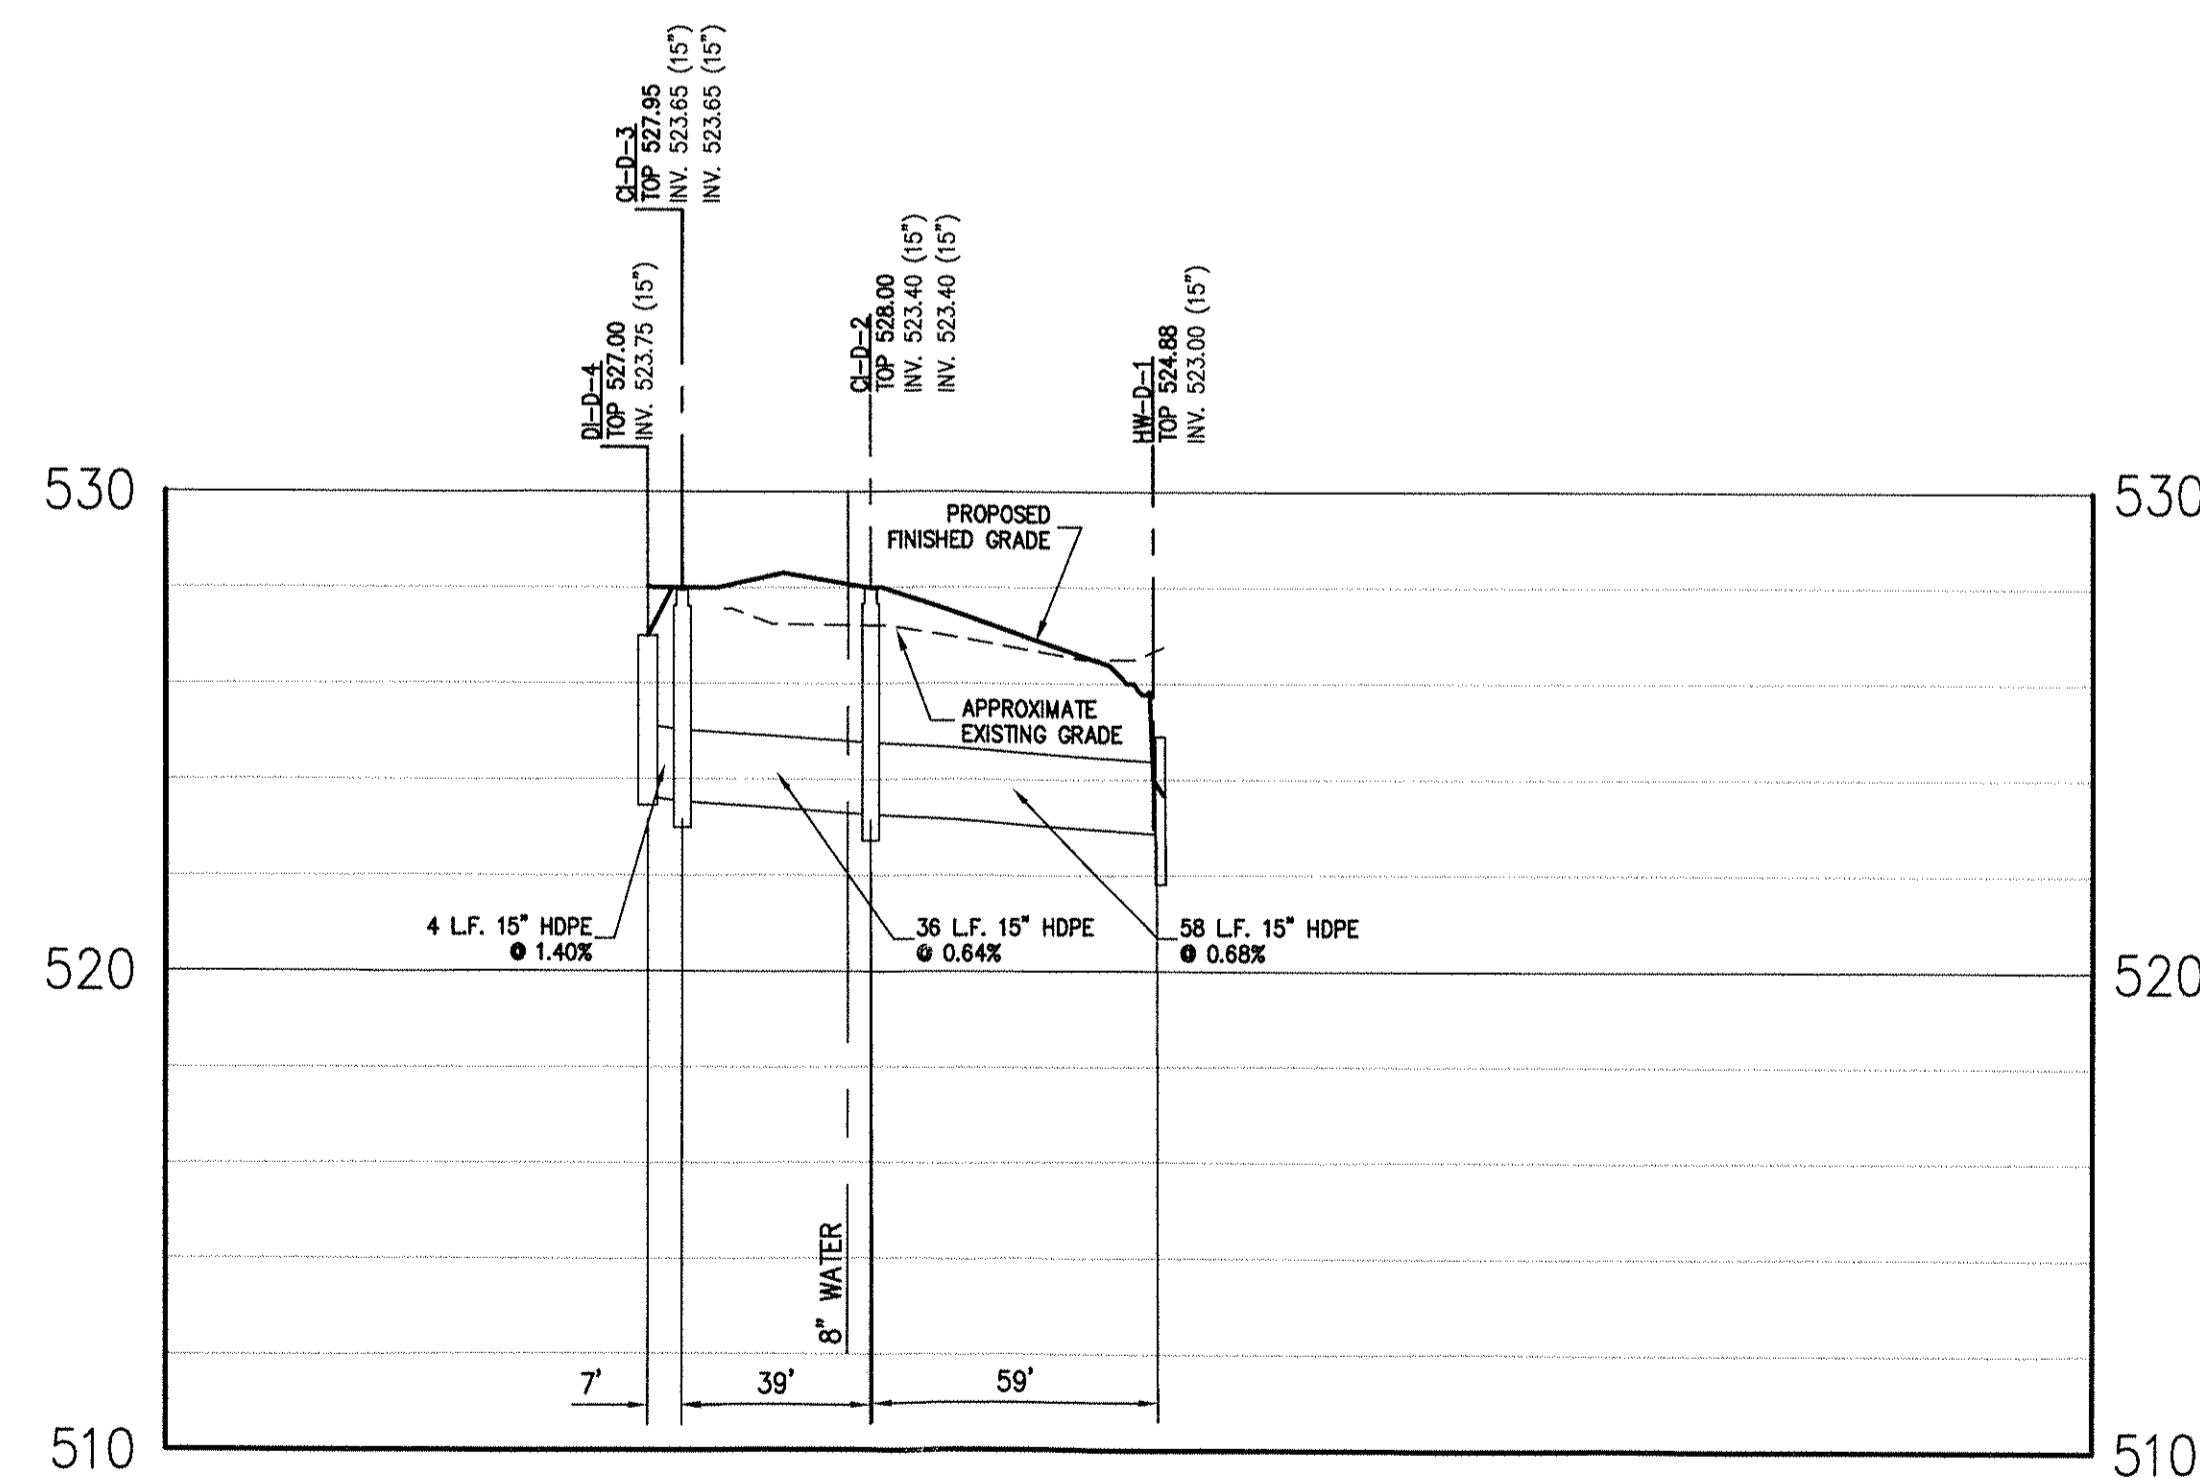 CI-D-3
TOP 527.95
INV. 523.65 (15")
INV. 523.65 (15")
DI-D-4
TOP 527.00
INV. 523.75 (15")
CI-D-2
TOP 528.00
INV. 523.40 (15")
INV. 523.40 (15")
HW-D-1
TOP 524.88
INV. 523.00 (15")
530
530
PROPOSED
FINISHED GRADE
APPROXIMATE
EXISTING GRADE
4 L.F. 15" HDPE
@ 1.40%
36 L.F. 15" HDPE
@ 0.64%
58 L.F. 15" HDPE
@ 0.68%
520
520
8" WATER
7'
39'
59'
510
510